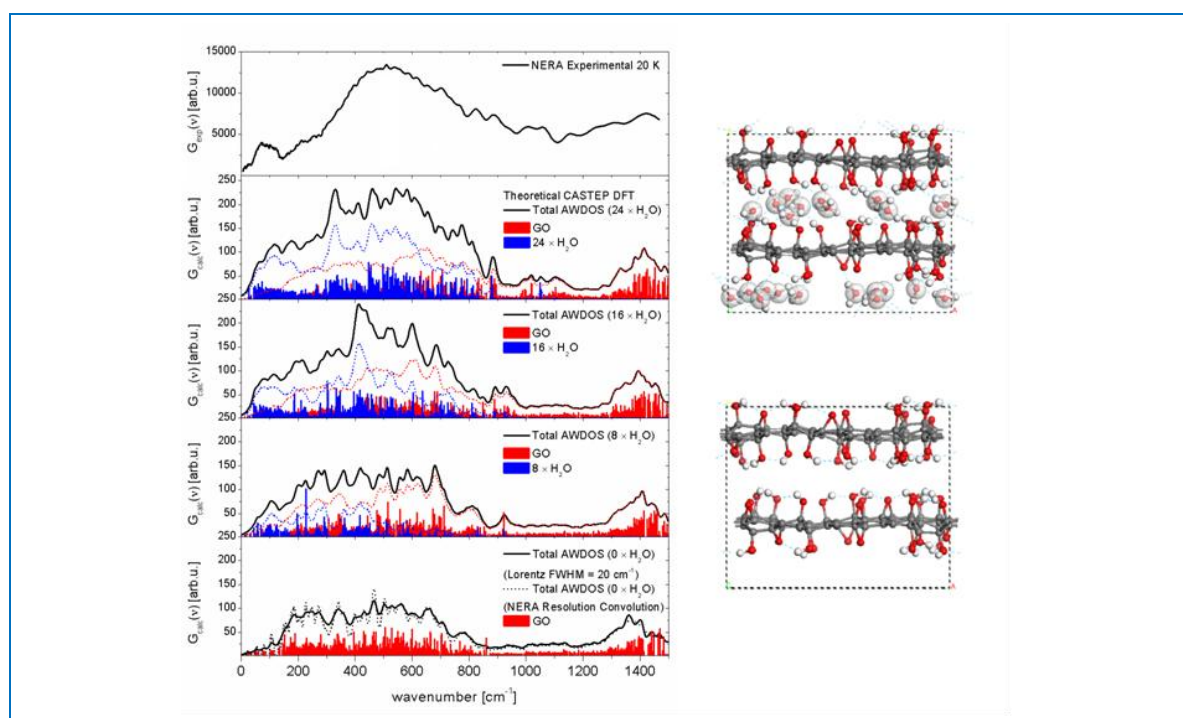 15000
10000
5000
G_exp(ν) [arb.u.]
NERA Experimental 20 K
250
200
150
100
50
G_calc(ν) [arb.u.]
Theoretical CASTEP DFT
Total AWDOS (24 × H₂O)
GO
24 × H₂O
250
200
150
100
50
G_calc(ν) [arb.u.]
Total AWDOS (16 × H₂O)
GO
16 × H₂O
250
200
150
100
50
G_calc(ν) [arb.u.]
Total AWDOS (8 × H₂O)
GO
8 × H₂O
250
200
150
100
50
G_calc(ν) [arb.u.]
Total AWDOS (0 × H₂O)
(Lorentz FWHM = 20 cm⁻¹)
Total AWDOS (0 × H₂O)
(NERA Resolution Convolution)
GO
0 200 400 600 800 1000 1200 1400
wavenumber [cm⁻¹]